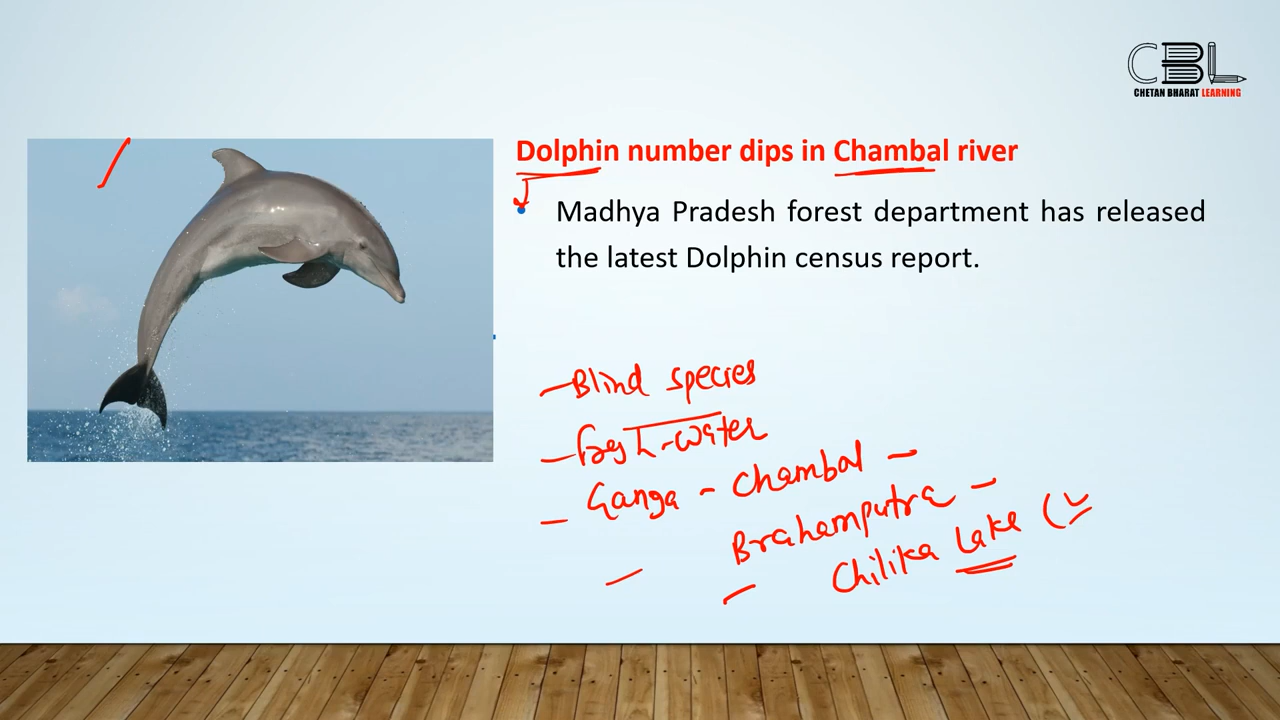 CBL
CHETAN BHARAT LEARNING
Dolphin number dips in Chambal river
Madhya Pradesh forest department has released
the latest Dolphin census report.
Blind species
fresh-water
Ganga - Chambal -
Brahamputra -
Chilika Lake (